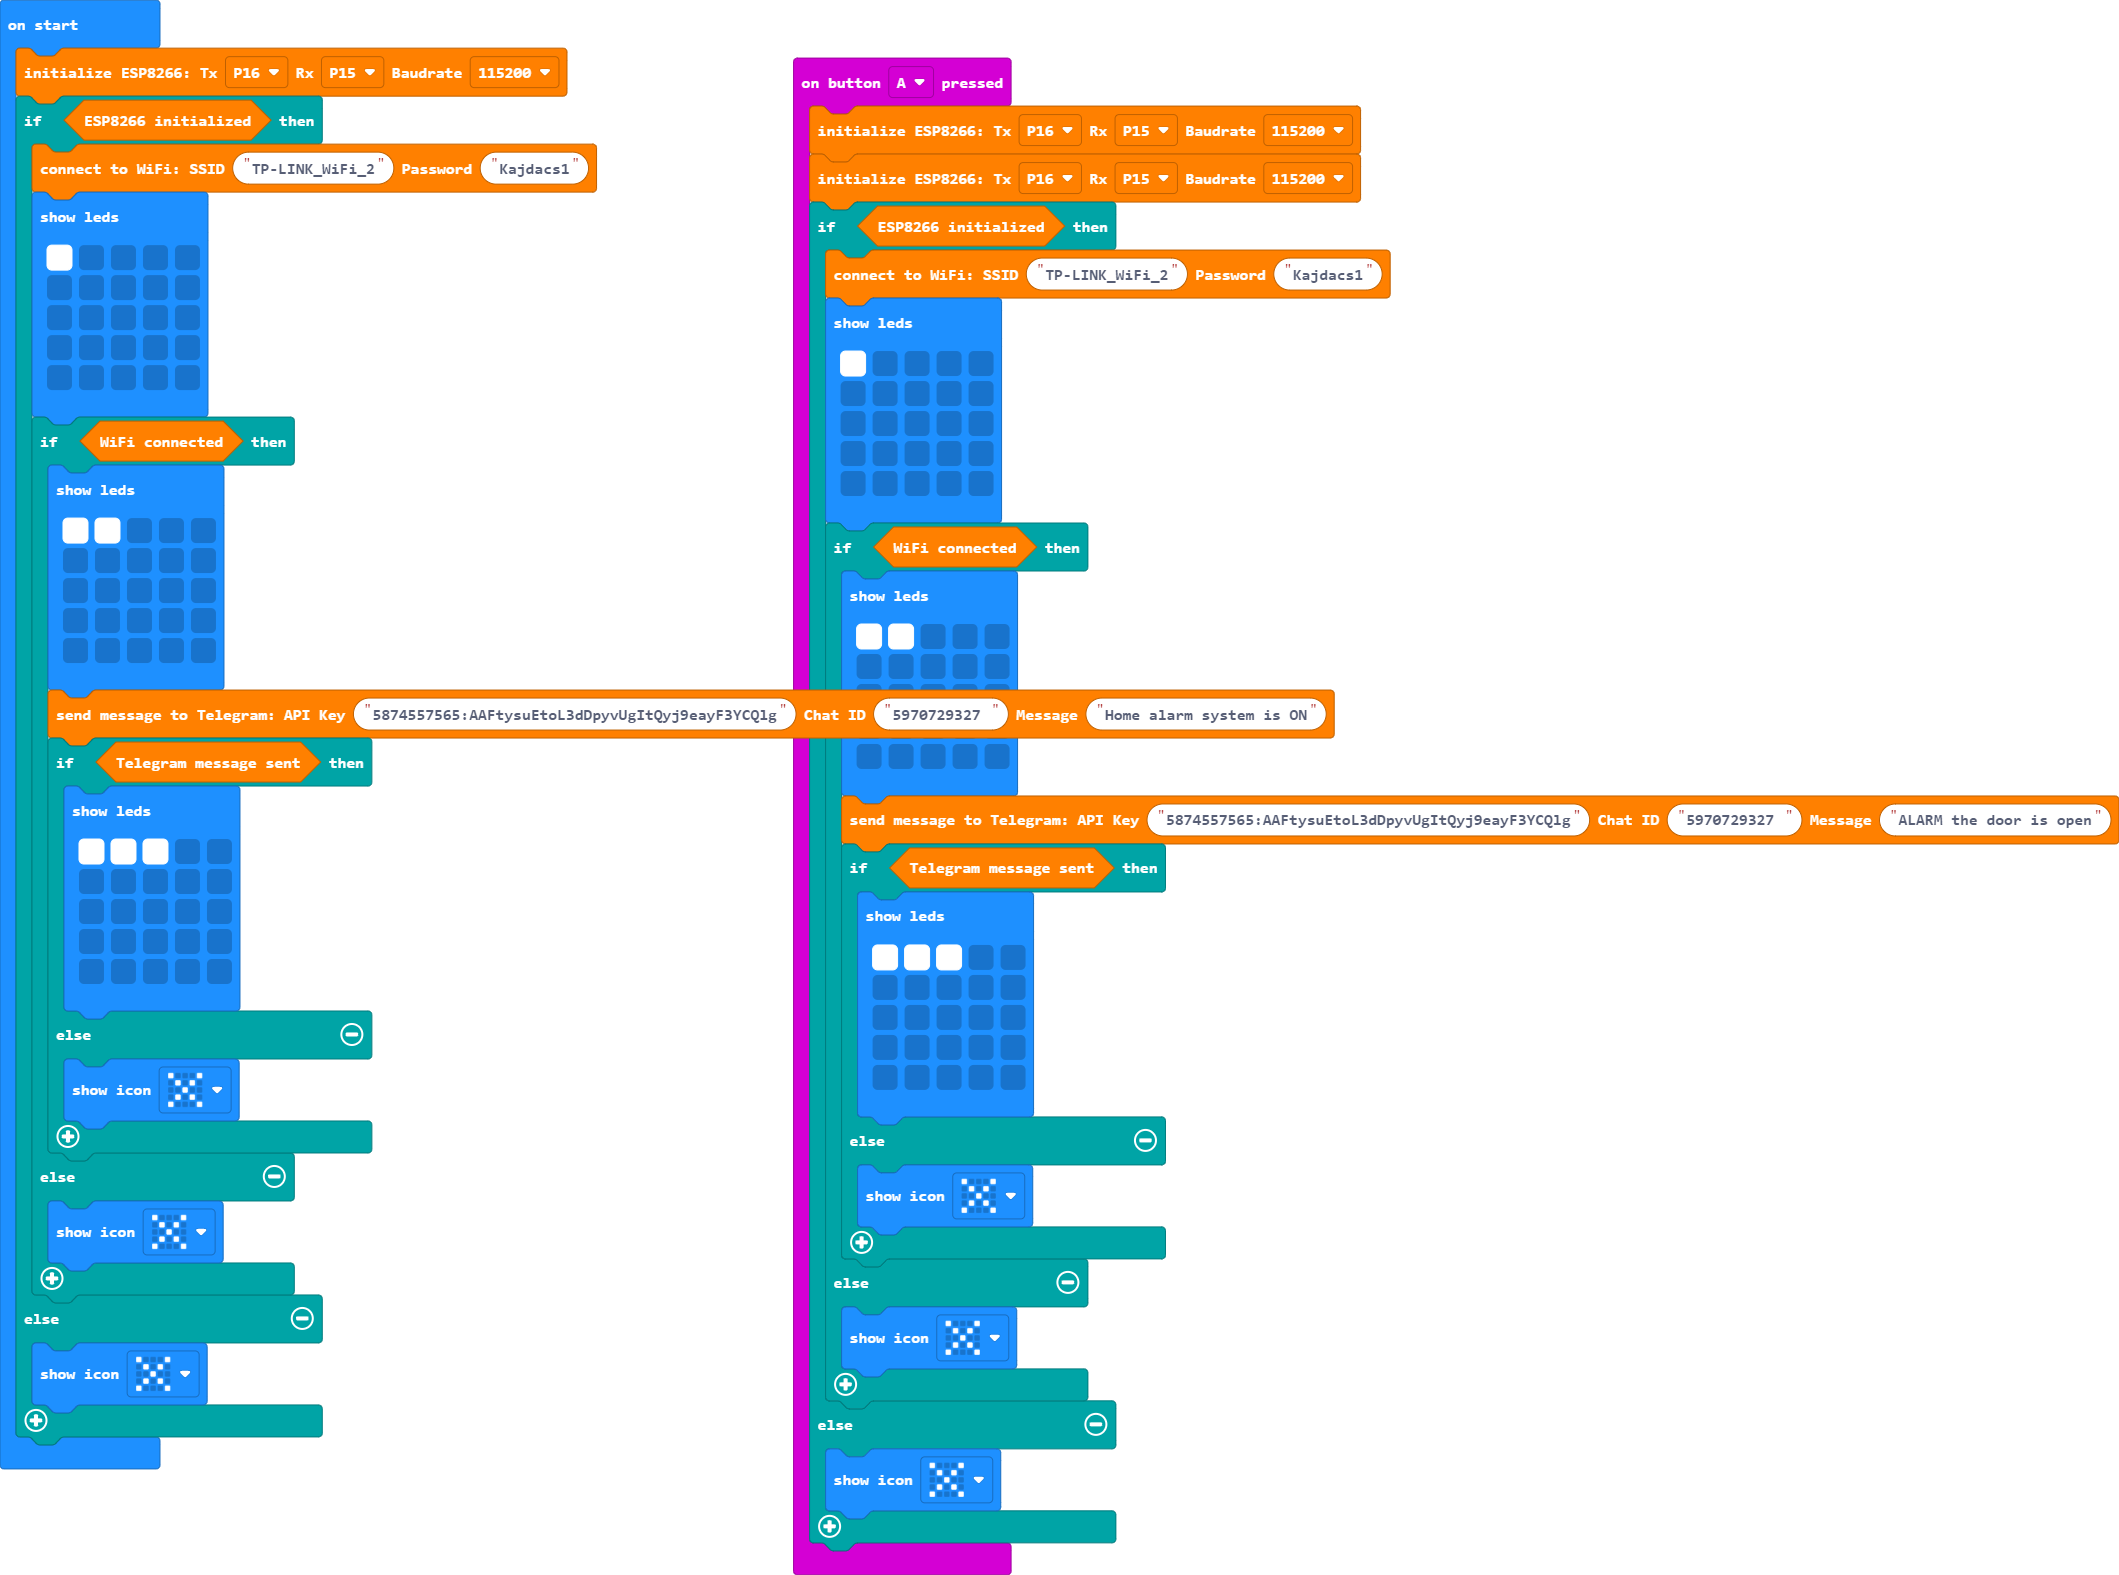 on start
initialize ESP8266: Tx P16 Rx P15 Baudrate 115200
if ESP8266 initialized then
connect to WiFi: SSID "TP-LINK_WiFi_2" Password "Kajdacs1"
show leds
if WiFi connected then
show leds
send message to Telegram: API Key "5874557565:AAFtysuEtoL3dDpyvUgItQyj9eayF3YCQlg" Chat ID "5970729327 " Message "Home alarm system is ON"
if Telegram message sent then
show leds
else
show icon
else
show icon
else
show icon
on button A pressed
initialize ESP8266: Tx P16 Rx P15 Baudrate 115200
initialize ESP8266: Tx P16 Rx P15 Baudrate 115200
if ESP8266 initialized then
connect to WiFi: SSID "TP-LINK_WiFi_2" Password "Kajdacs1"
show leds
if WiFi connected then
show leds
send message to Telegram: API Key "5874557565:AAFtysuEtoL3dDpyvUgItQyj9eayF3YCQlg" Chat ID "5970729327 " Message "ALARM the door is open"
if Telegram message sent then
show leds
else
show icon
else
show icon
else
show icon